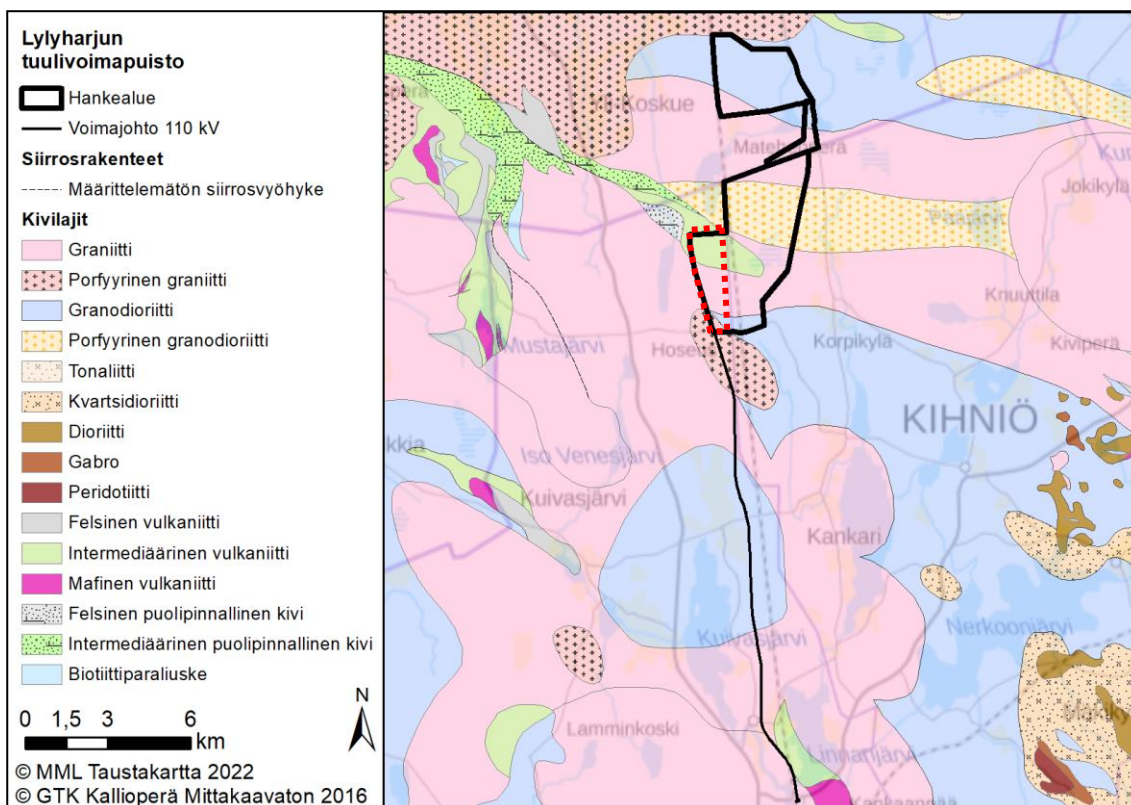 Lylyharjun
tuulivoimapuisto
Hankealue
Voimajohto 110 kV
Siirrosrakenteet
Määrittelemätön siirrosvyöhyke
Kivilajit
Graniitti
Porfyyrinen graniitti
Granodioriitti
Porfyyrinen granodioriitti
Tonaliitti
Kvartsidioriitti
Dioriitti
Gabro
Peridotiitti
Felsinen vulkaniitti
Intermediäärinen vulkaniitti
Mafinen vulkaniitti
Felsinen puolipinnallinen kivi
Intermediäärinen puolipinnallinen kivi
Biotiittiparaliuske
N
0 1,5 3 6
km
© MML Taustakartta 2022
© GTK Kallioperä Mittakaavaton 2016
Jokikylä
Knuuttila
Mustajärvi
Korpikylä
Kiviperä
KIHNIÖ
Iso Venesjärvi
Kuivasjärvi
Kankari
Kuivasjärvi
Nerkoonjärvi
Lamminkoski
Linnanjärvi